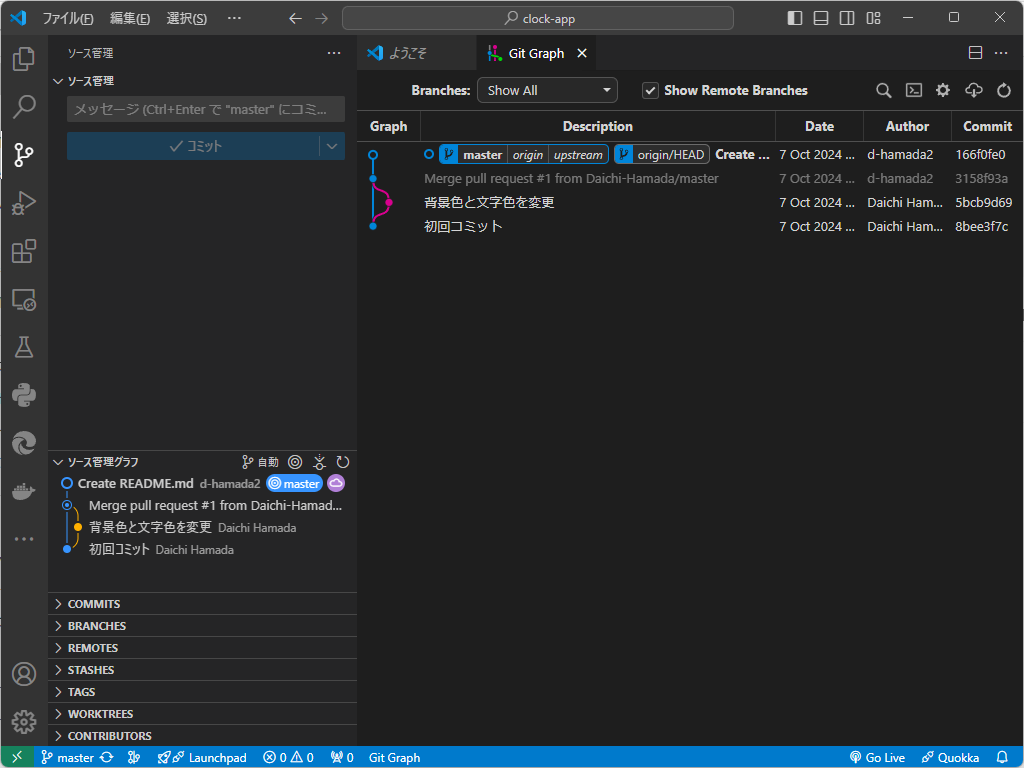 ファイル(F) 編集(E) 選択(S) ··· clock-app
ソース管理 ···
ソース管理
メッセージ (Ctrl+Enter で "master" にコミ...
コミット
ソース管理グラフ 自動
Create README.md d-hamada2 master
Merge pull request #1 from Daichi-Hamad...
背景色と文字色を変更 Daichi Hamada
初回コミット Daichi Hamada
COMMITS
BRANCHES
REMOTES
STASHES
TAGS
WORKTREES
CONTRIBUTORS
ようこそ Git Graph
Branches: Show All Show Remote Branches
Graph Description Date Author Commit
master origin upstream origin/HEAD Create ... 7 Oct 2024 ... d-hamada2 166f0fe0
Merge pull request #1 from Daichi-Hamada/master 7 Oct 2024 ... d-hamada2 3158f93a
背景色と文字色を変更 7 Oct 2024 ... Daichi Ham... 5bcb9d69
初回コミット 7 Oct 2024 ... Daichi Ham... 8bee3f7c
master Launchpad 0 0 0 Git Graph Go Live Quokka